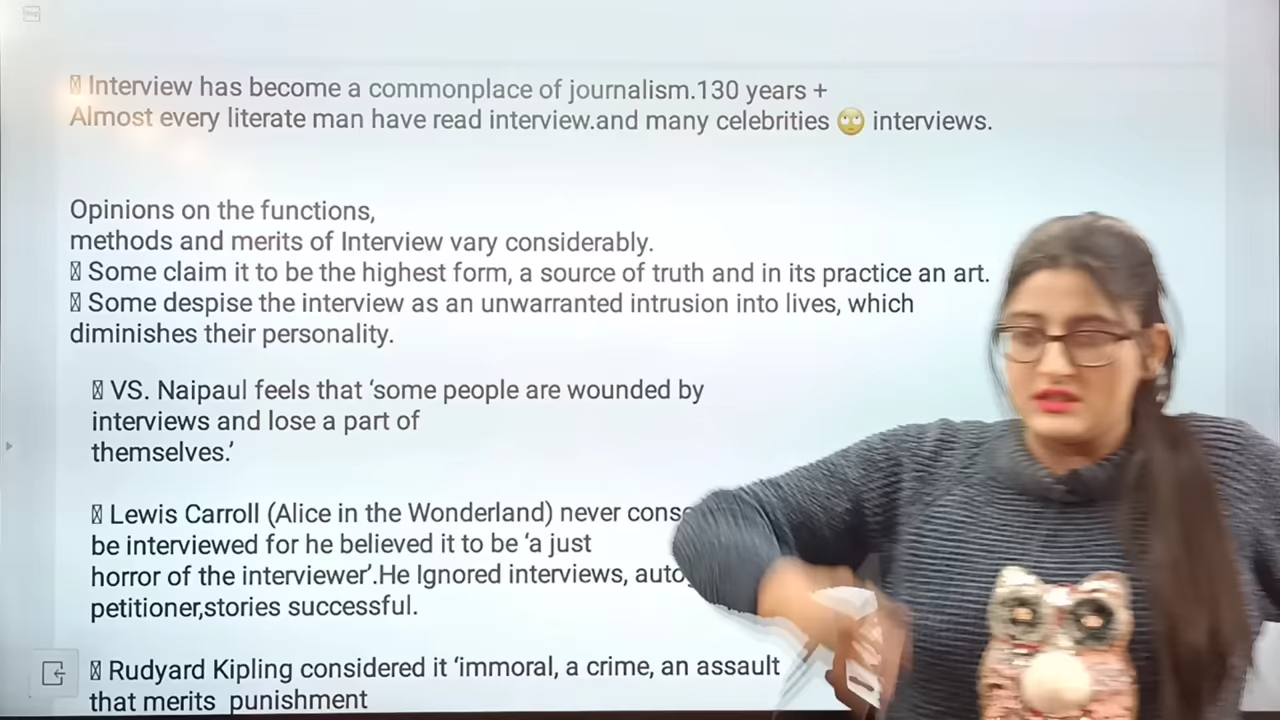 Interview has become a commonplace of journalism.130 years +
Almost every literate man have read interview.and many celebrities 🙄 interviews.
Opinions on the functions,
methods and merits of Interview vary considerably.
Some claim it to be the highest form, a source of truth and in its practice an art.
Some despise the interview as an unwarranted intrusion into lives, which
diminishes their personality.
VS. Naipaul feels that ‘some people are wounded by
interviews and lose a part of
themselves.’
Lewis Carroll (Alice in the Wonderland) never
be interviewed for he believed it to be ‘a just
horror of the interviewer’.He Ignored interviews,
petitioner,stories successful.
Rudyard Kipling considered it ‘immoral, a crime, an assault
that merits punishment